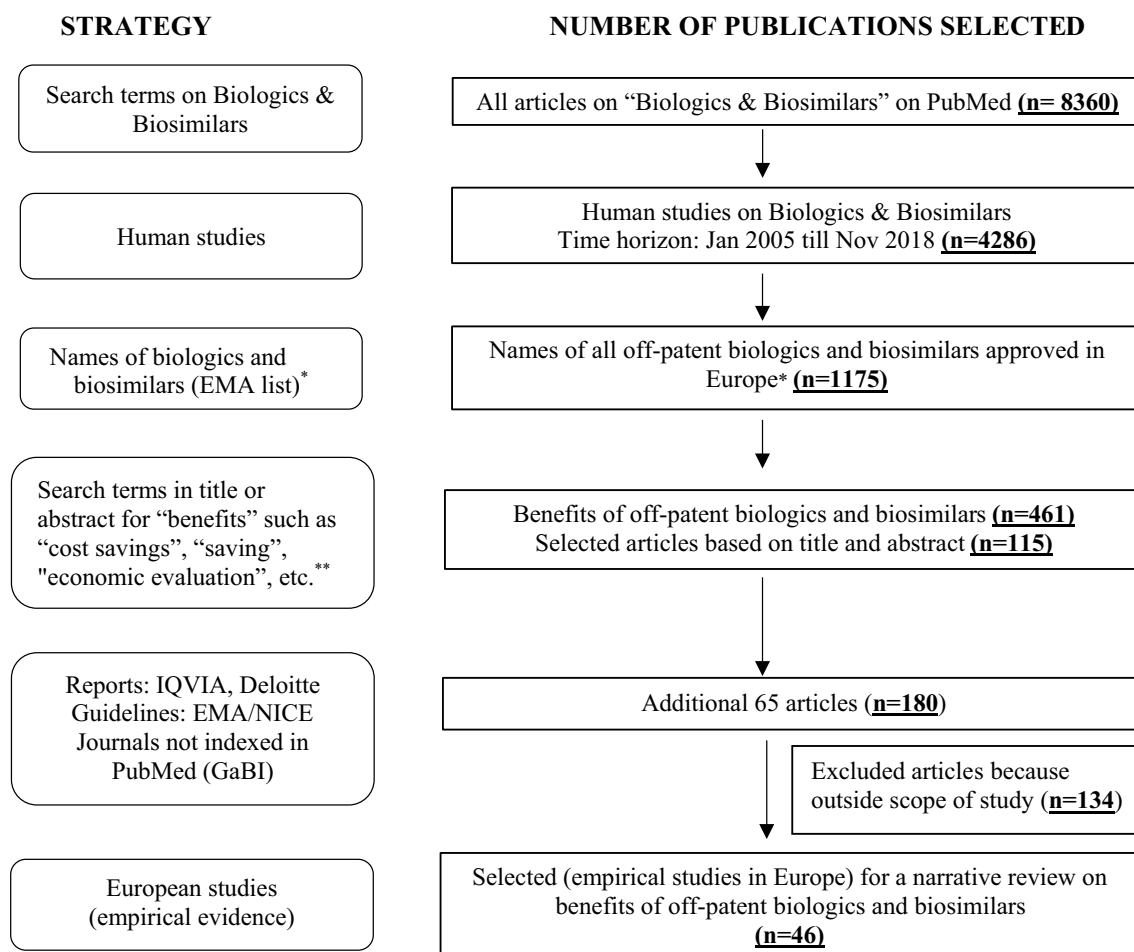 STRATEGY
NUMBER OF PUBLICATIONS SELECTED
Search terms on Biologics &
Biosimilars
All articles on “Biologics & Biosimilars” on PubMed (n= 8360)
Human studies
Human studies on Biologics & Biosimilars
Time horizon: Jan 2005 till Nov 2018 (n=4286)
Names of biologics and
biosimilars (EMA list)*
Names of all off-patent biologics and biosimilars approved in
Europe* (n=1175)
Search terms in title or
abstract for “benefits” such as
“cost savings”, “saving”,
"economic evaluation”, etc.**
Benefits of off-patent biologics and biosimilars (n=461)
Selected articles based on title and abstract (n=115)
Reports: IQVIA, Deloitte
Guidelines: EMA/NICE
Journals not indexed in
PubMed (GaBI)
Additional 65 articles (n=180)
Excluded articles because
outside scope of study (n=134)
European studies
(empirical evidence)
Selected (empirical studies in Europe) for a narrative review on
benefits of off-patent biologics and biosimilars
(n=46)